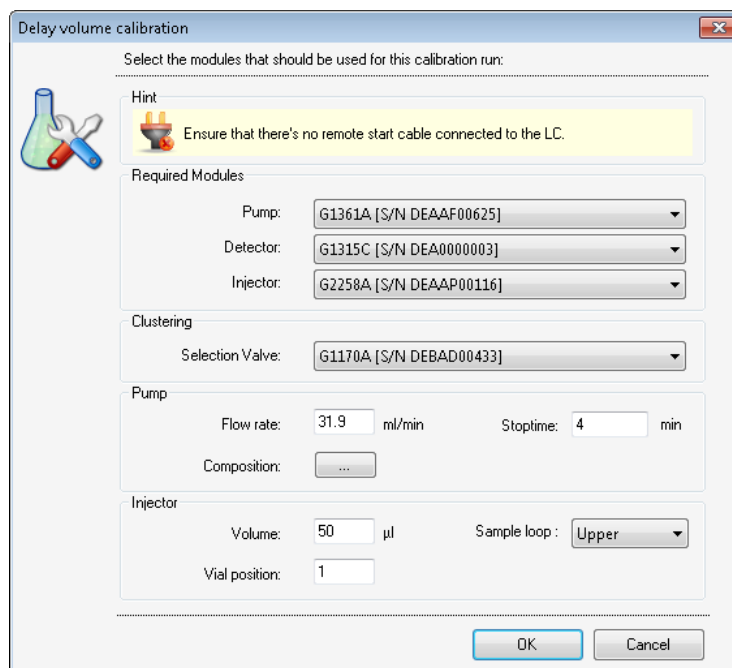 Delay volume calibration
Select the modules that should be used for this calibration run:
Hint
Ensure that there's no remote start cable connected to the LC.
Required Modules
Pump: G1361A [S/N DEAAF00625]
Detector: G1315C [S/N DEA0000003]
Injector: G2258A [S/N DEAAP00116]
Clustering
Selection Valve: G1170A [S/N DEBAD00433]
Pump
Flow rate: 31.9 ml/min Stoptime: 4 min
Composition: ...
Injector
Volume: 50 µl Sample loop : Upper
Vial position: 1
OK Cancel